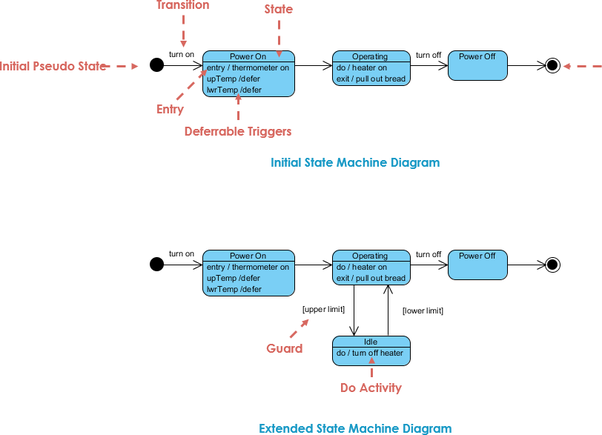 Transition
State
turn on
Power On
Operating
turn off
Power Off
Initial Pseudo State
entry / thermometer on
upTemp /defer
lwrTemp /defer
do / heater on
exit / pull out bread
Entry
Deferrable Triggers
Initial State Machine Diagram
turn on
Power On
Operating
turn off
Power Off
entry / thermometer on
upTemp /defer
lwrTemp /defer
do / heater on
exit / pull out bread
[upper limit]
[lower limit]
Guard
Idle
do / turn off heater
Do Activity
Extended State Machine Diagram